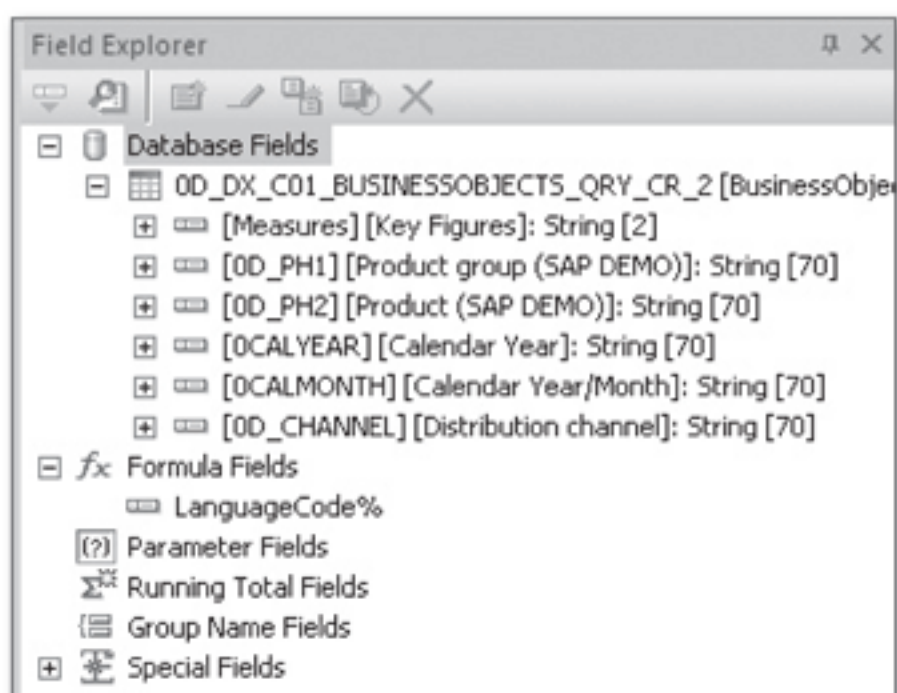 Field Explorer
Database Fields
0D_DX_C01_BUSINESSOBJECTS_QRY_CR_2 [BusinessObje
[Measures] [Key Figures]: String [2]
[0D_PH1] [Product group (SAP DEMO)]: String [70]
[0D_PH2] [Product (SAP DEMO)]: String [70]
[0CALYEAR] [Calendar Year]: String [70]
[0CALMONTH] [Calendar Year/Month]: String [70]
[0D_CHANNEL] [Distribution channel]: String [70]
fx Formula Fields
LanguageCode%
(?) Parameter Fields
Σ Running Total Fields
Group Name Fields
Special Fields